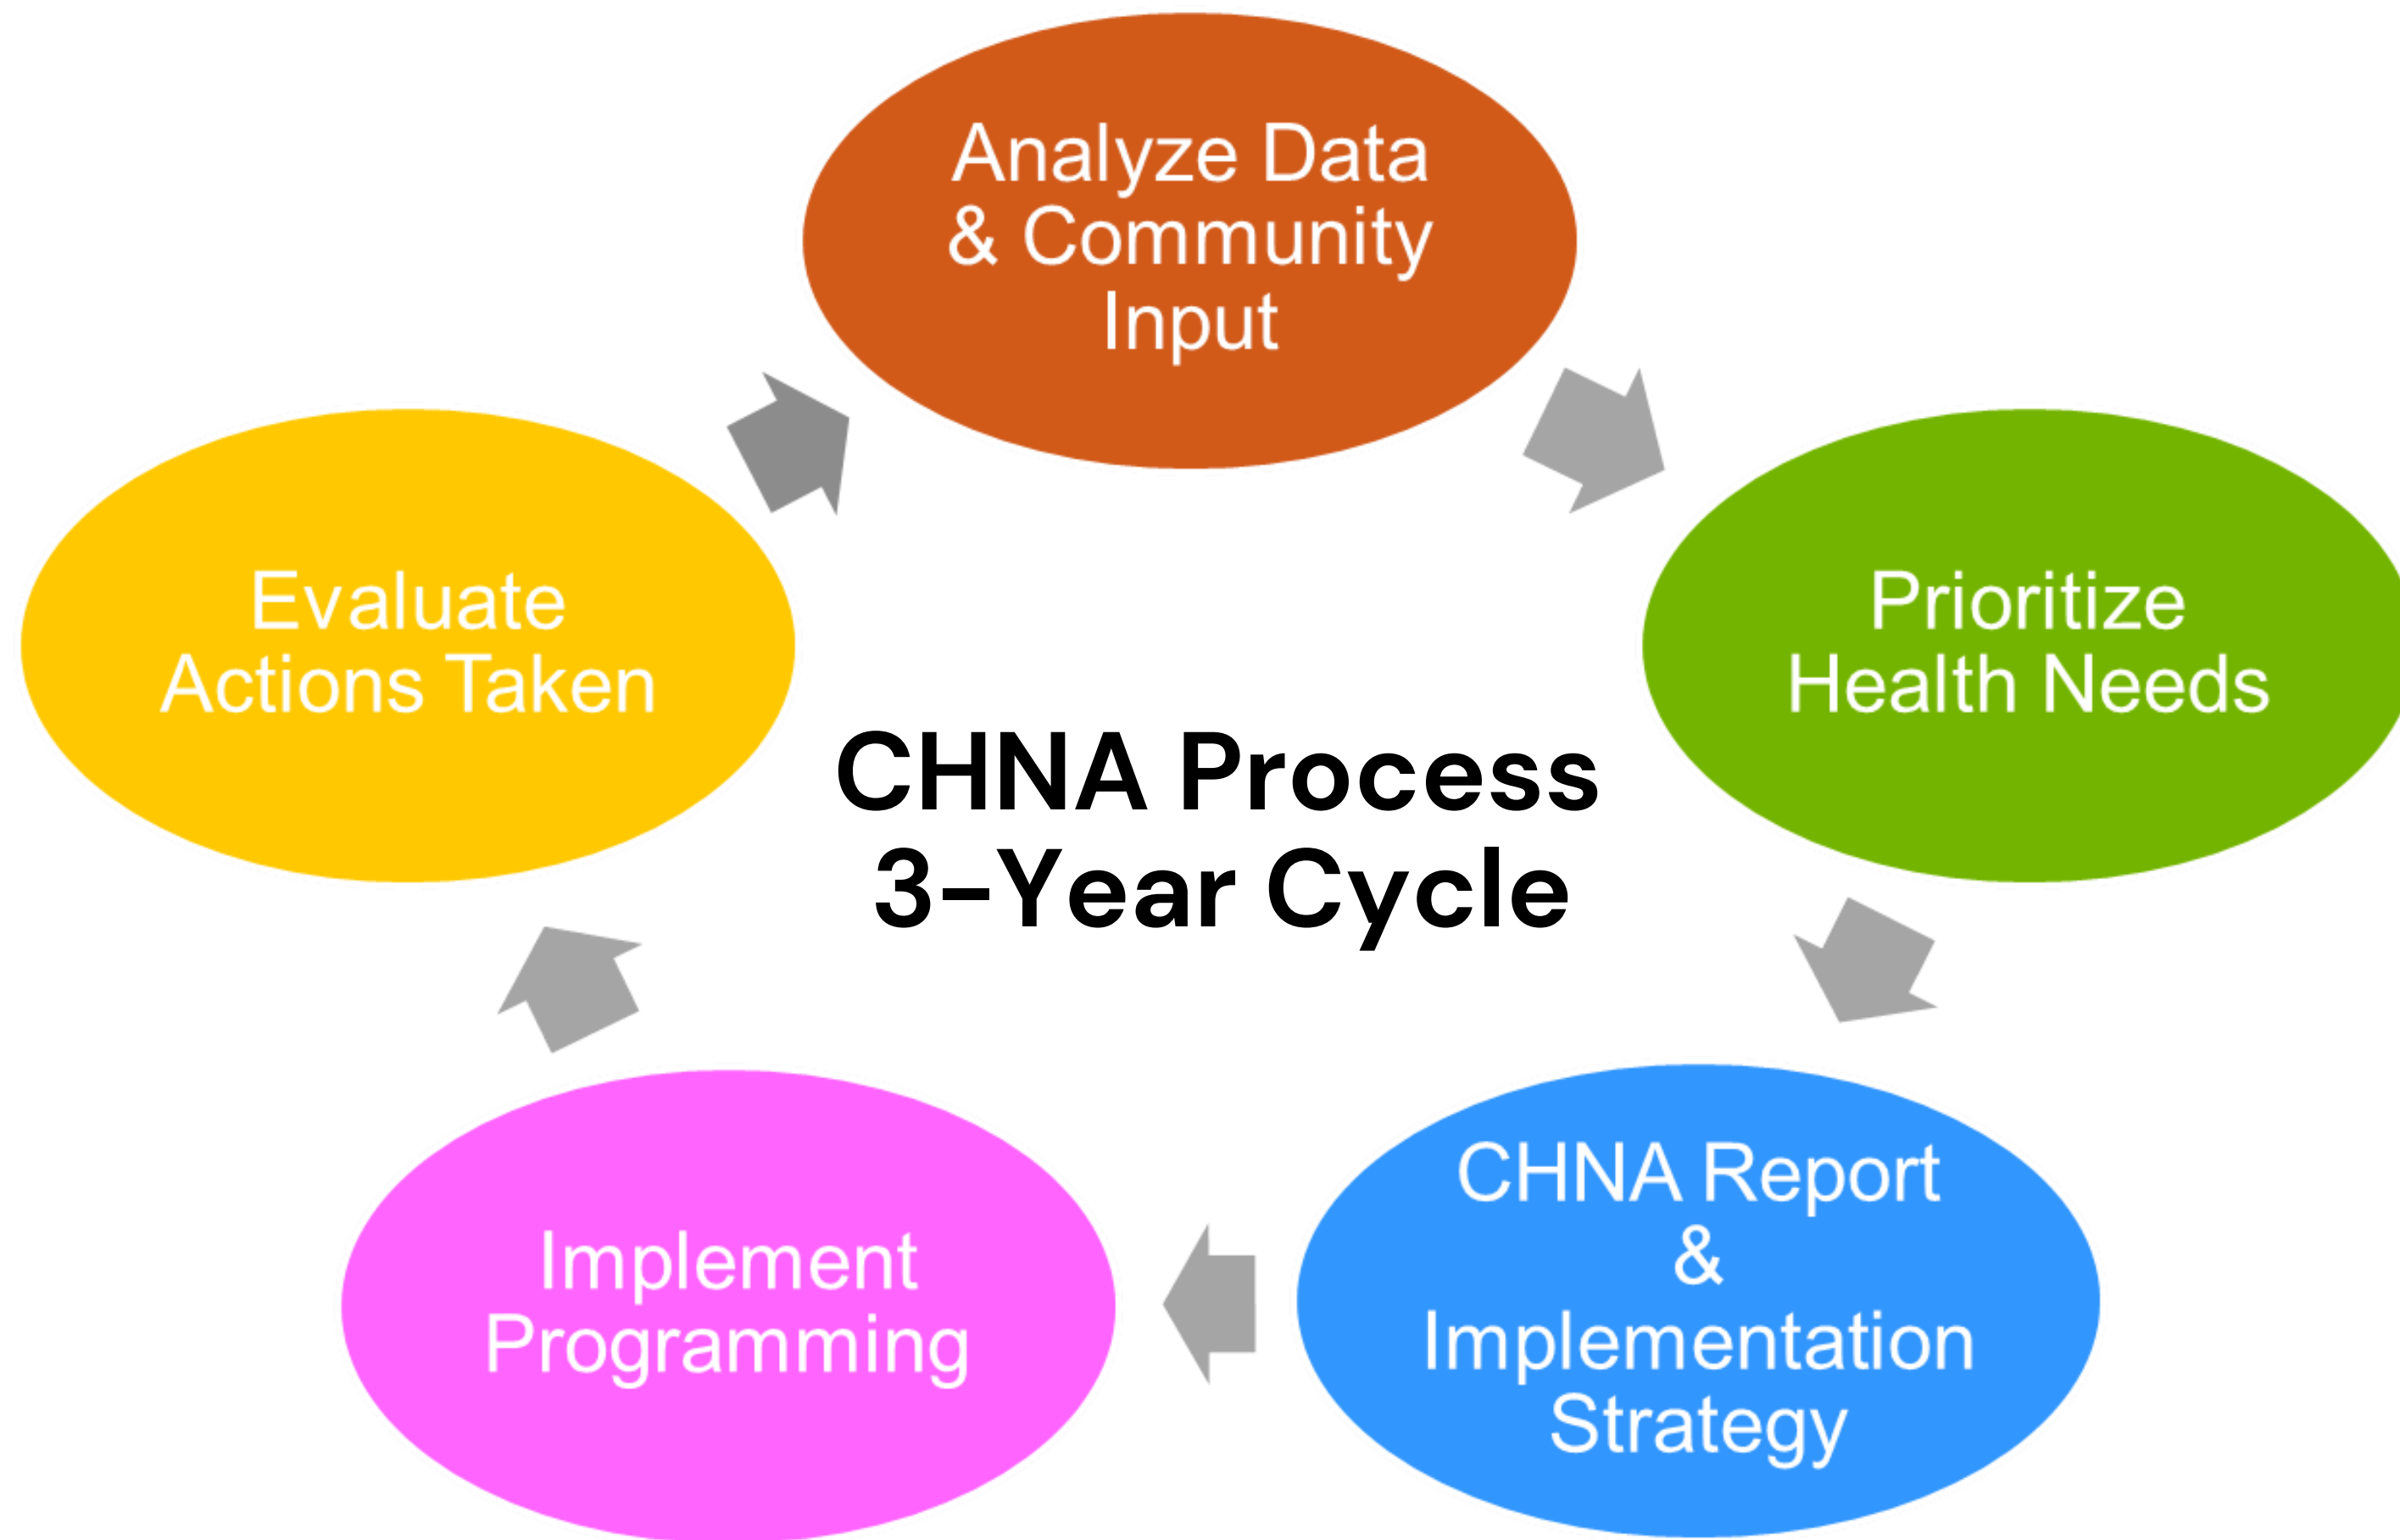 Analyze Data
& Community
Input
Prioritize
Health Needs
CHNA Report
&
Implementation
Strategy
Implement
Programming
Evaluate
Actions Taken
CHNA Process
3-Year Cycle